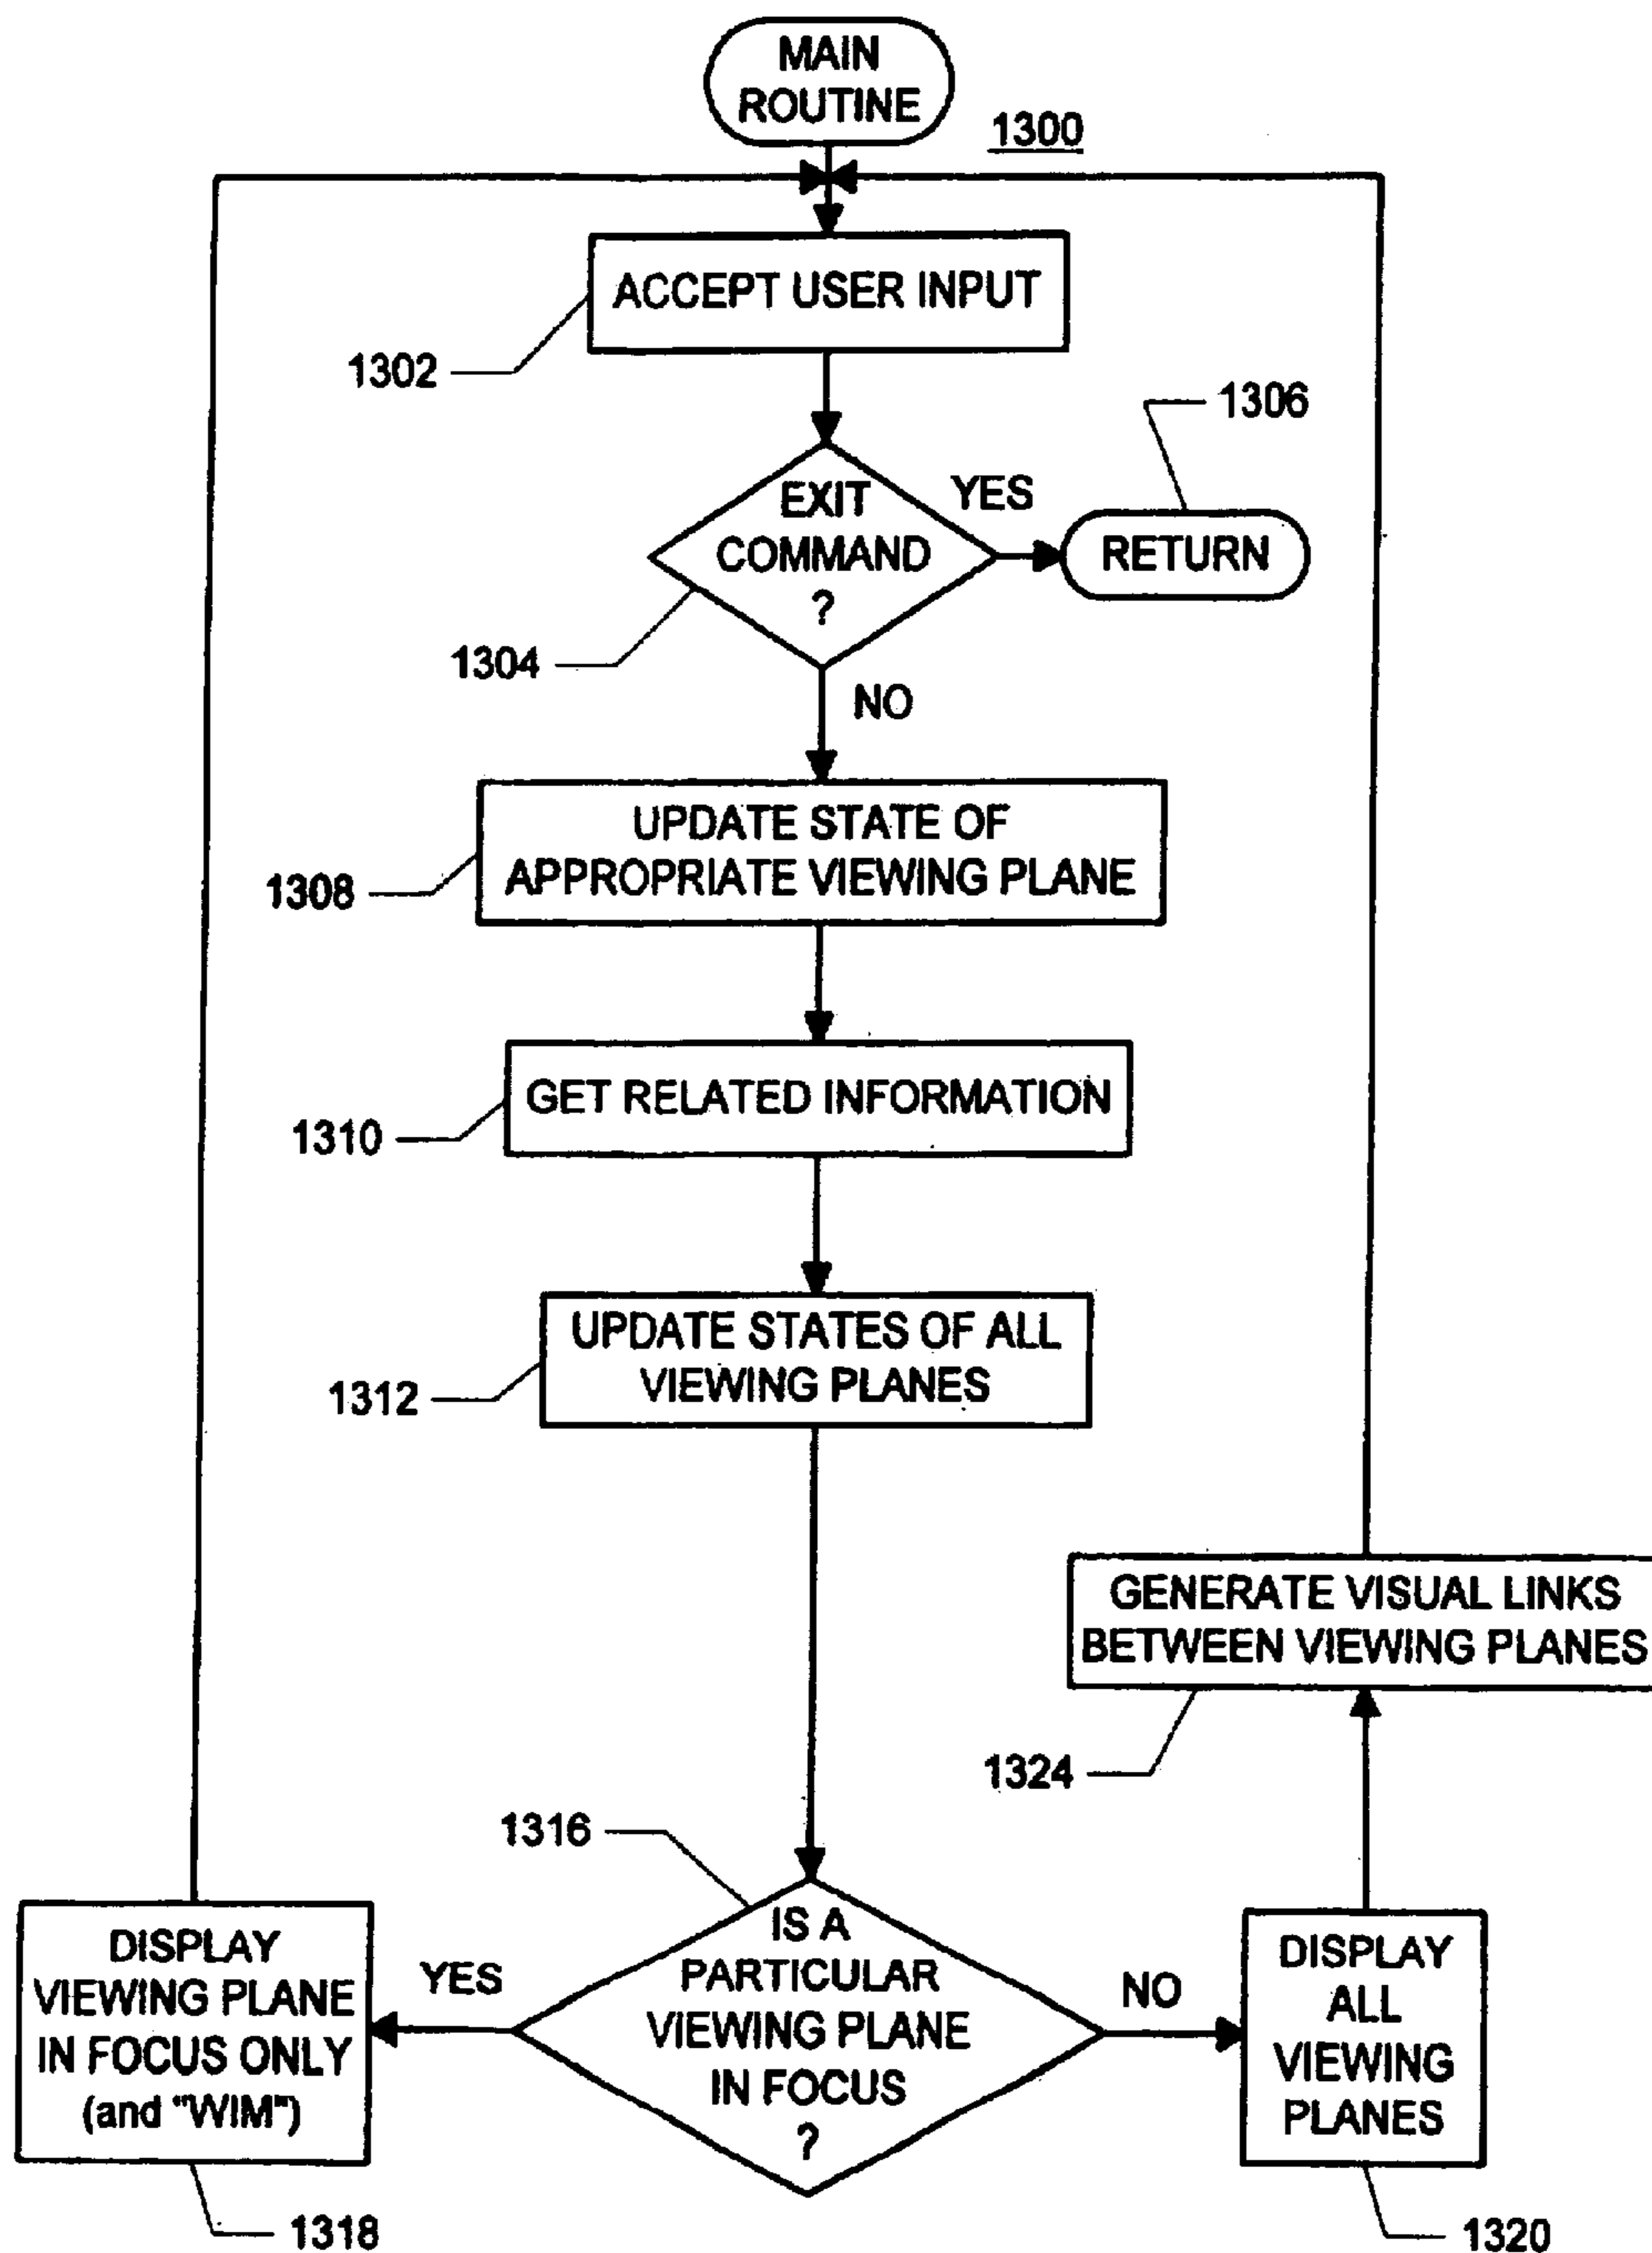 MAIN
ROUTINE
1300
ACCEPT USER INPUT
1302
1306
EXIT
COMMAND
?
YES
RETURN
1304
NO
UPDATE STATE OF
APPROPRIATE VIEWING PLANE
1308
GET RELATED INFORMATION
1310
UPDATE STATES OF ALL
VIEWING PLANES
1312
GENERATE VISUAL LINKS
BETWEEN VIEWING PLANES
1324
1316
IS A
PARTICULAR
VIEWING PLANE
IN FOCUS
?
YES
NO
DISPLAY
VIEWING PLANE
IN FOCUS ONLY
(and "WIM")
DISPLAY
ALL
VIEWING
PLANES
1318
1320